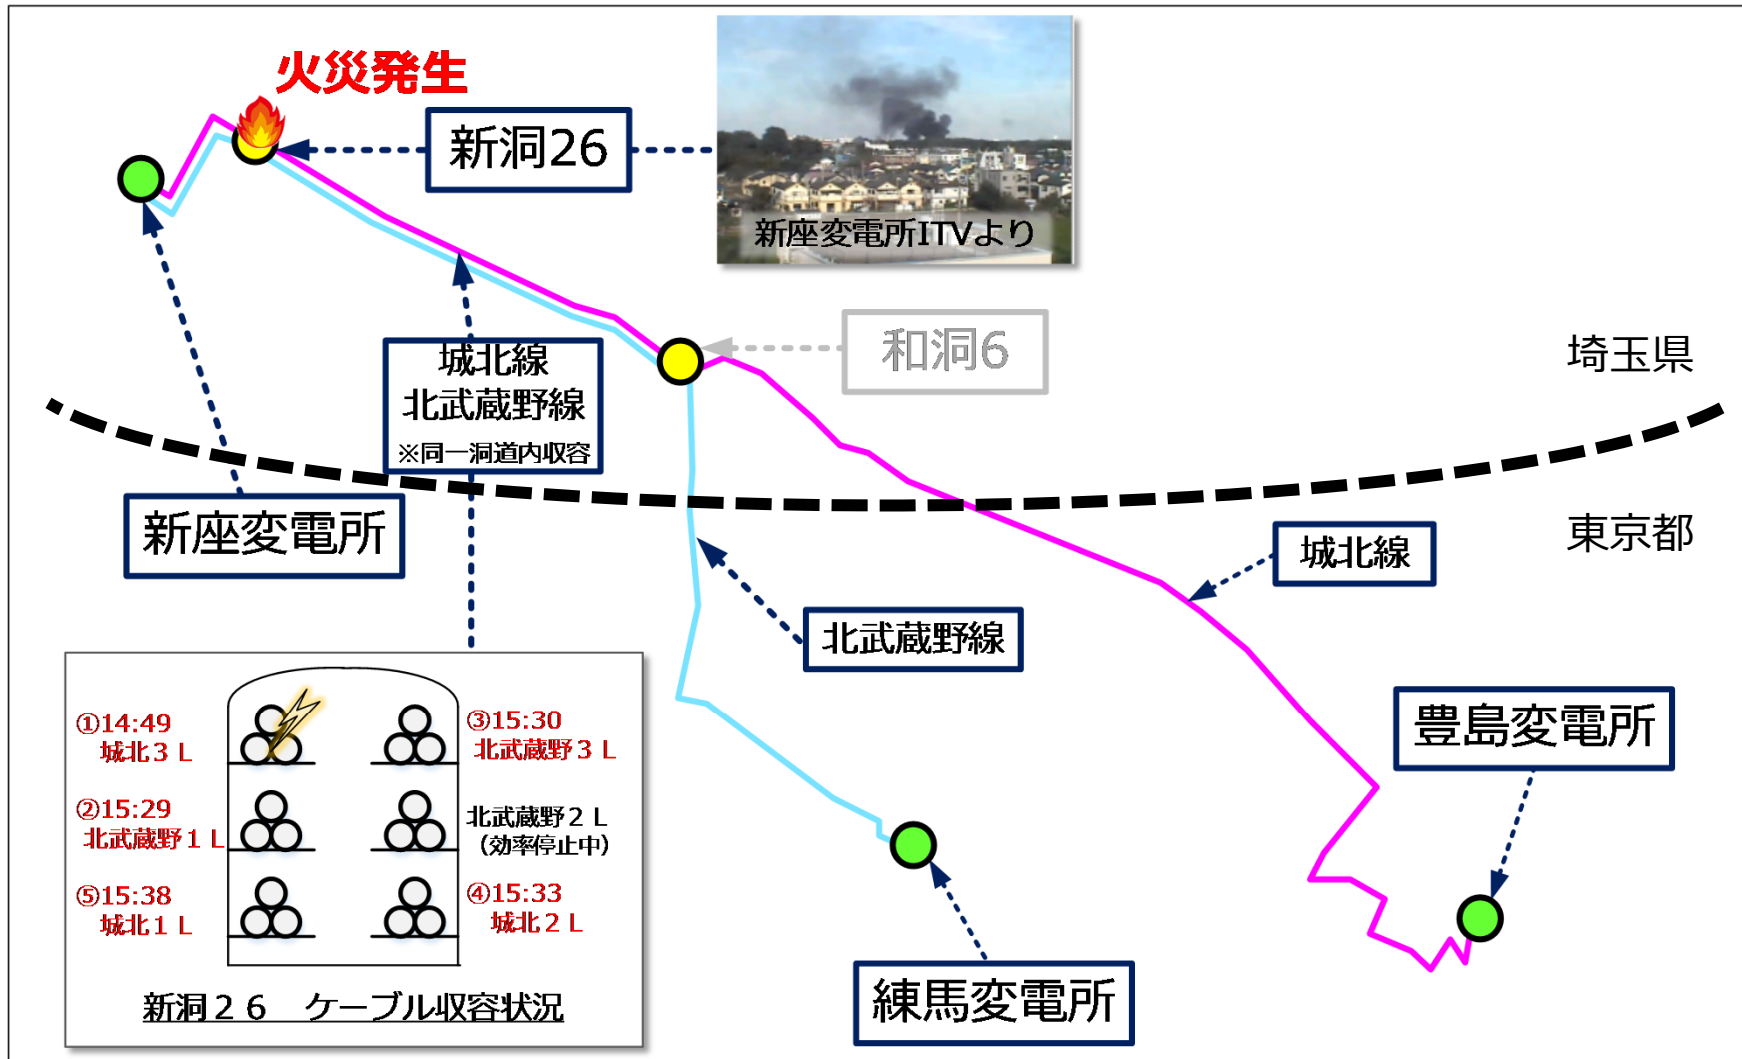 火災発生
新洞26
新座変電所ITVより
和洞6
埼玉県
城北線
北武蔵野線
※同一洞道内収容
新座変電所
東京都
城北線
北武蔵野線
豊島変電所
①14:49
城北3L
③15:30
北武蔵野3L
②15:29
北武蔵野1L
北武蔵野2L
(効率停止中)
⑤15:38
城北1L
④15:33
城北2L
新洞26 ケーブル収容状況
練馬変電所